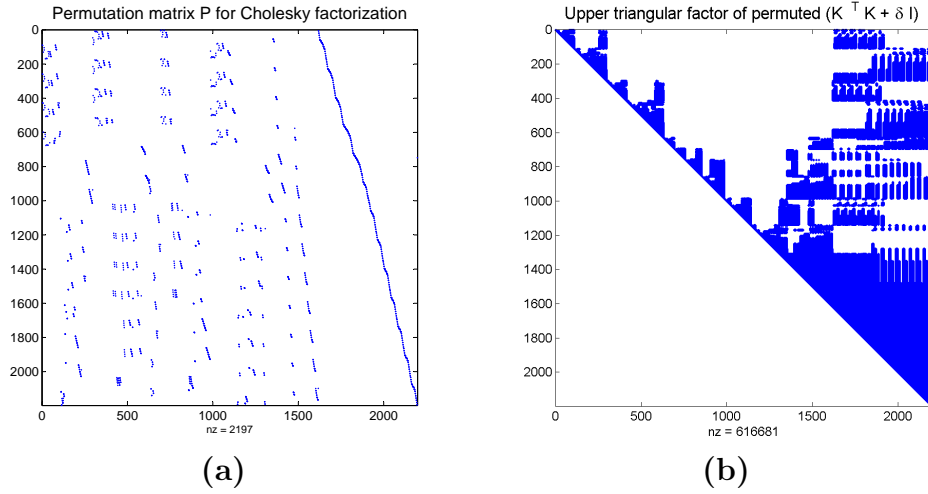 Permutation matrix P for Cholesky factorization
0
200
400
600
800
1000
1200
1400
1600
1800
2000
0 500 1000 1500 2000
nz = 2197
(a)
Upper triangular factor of permuted (K^T K + δ I)
0
200
400
600
800
1000
1200
1400
1600
1800
2000
0 500 1000 1500 2000
nz = 616681
(b)